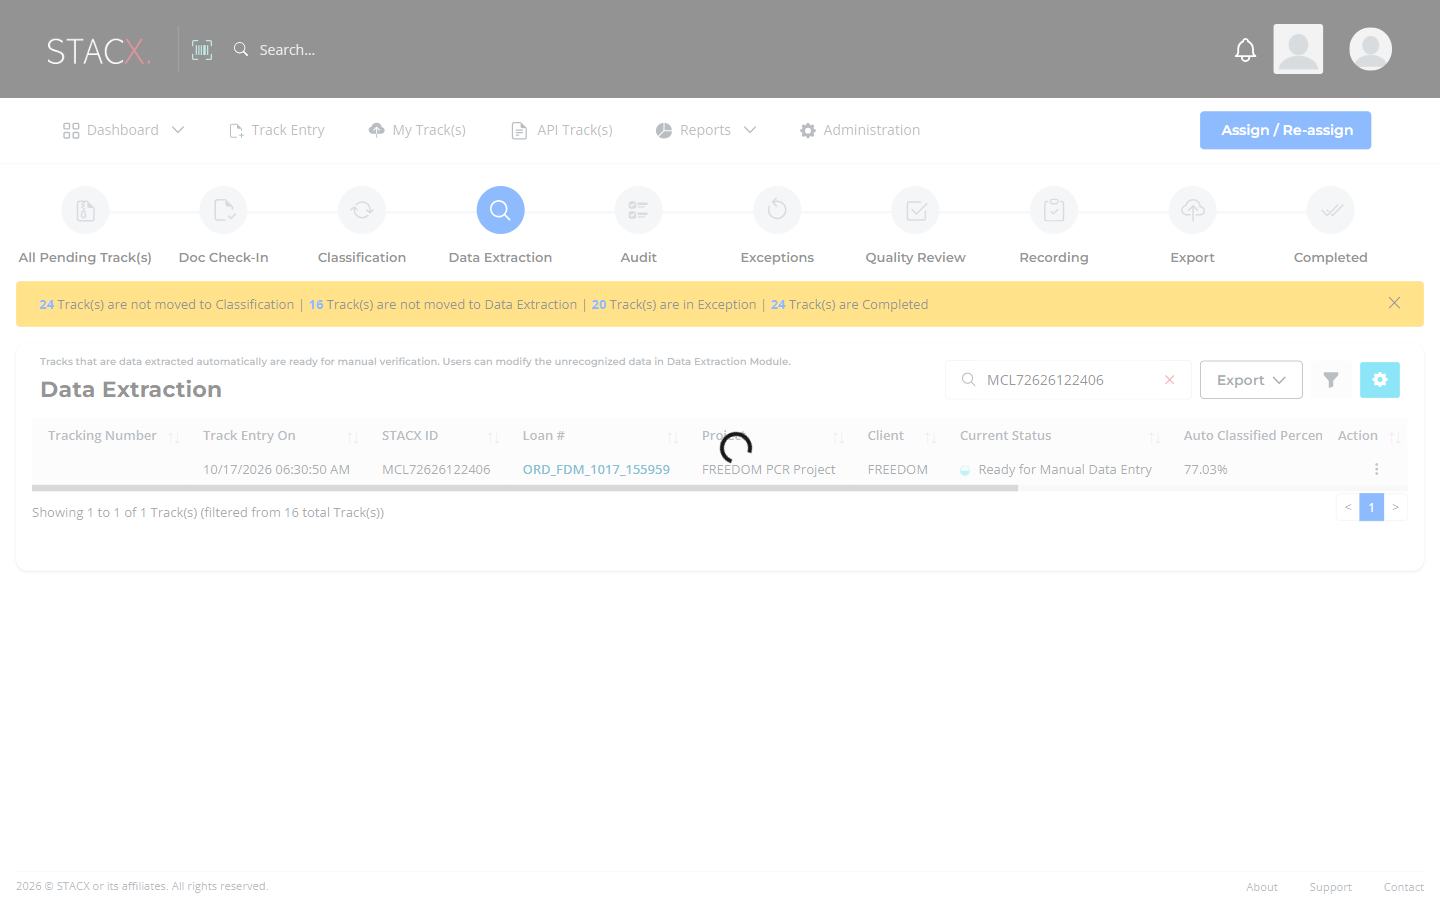 STACX.
Search...
Dashboard
Track Entry
My Track(s)
API Track(s)
Reports
Administration
Assign / Re-assign
All Pending Track(s)
Doc Check-In
Classification
Data Extraction
Audit
Exceptions
Quality Review
Recording
Export
Completed
24 Track(s) are not moved to Classification | 16 Track(s) are not moved to Data Extraction | 20 Track(s) are in Exception | 24 Track(s) are Completed
Tracks that are data extracted automatically are ready for manual verification. Users can modify the unrecognized data in Data Extraction Module.
Data Extraction
MCL72626122406
Export
Tracking Number Track Entry On STACX ID Loan # Project Client Current Status Auto Classified Percen Action
10/17/2026 06:30:50 AM MCL72626122406 ORD_FDM_1017_155959 FREEDOM PCR Project FREEDOM Ready for Manual Data Entry 77.03%
Showing 1 to 1 of 1 Track(s) (filtered from 16 total Track(s))
< 1 >
2026 © STACX or its affiliates. All rights reserved.
About
Support
Contact